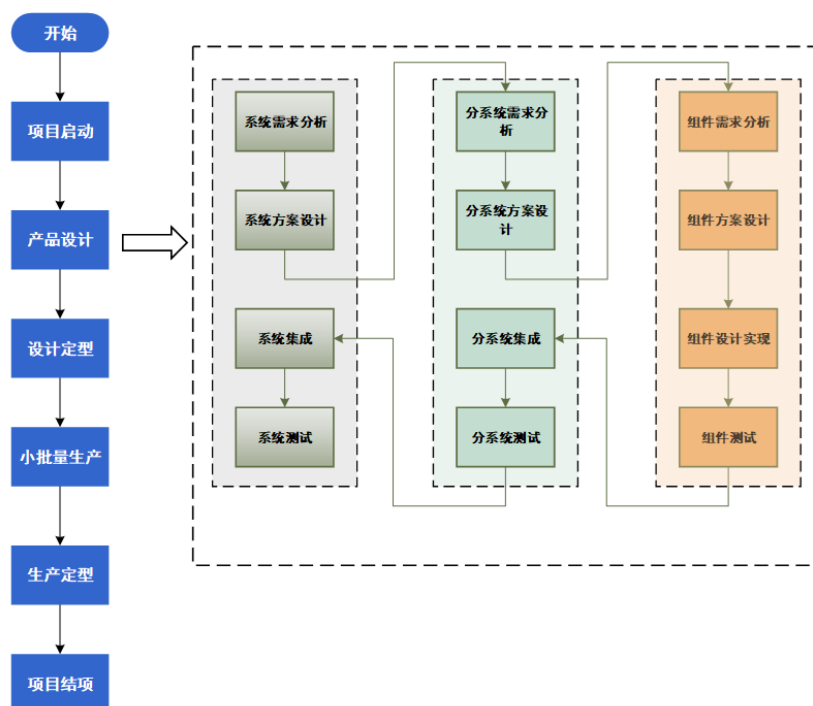 开始
项目启动
产品设计
设计定型
小批量生产
生产定型
项目结项
系统需求分析
系统方案设计
系统集成
系统测试
分系统需求分
析
分系统方案设
计
分系统集成
分系统测试
组件需求分析
组件方案设计
组件设计实现
组件测试